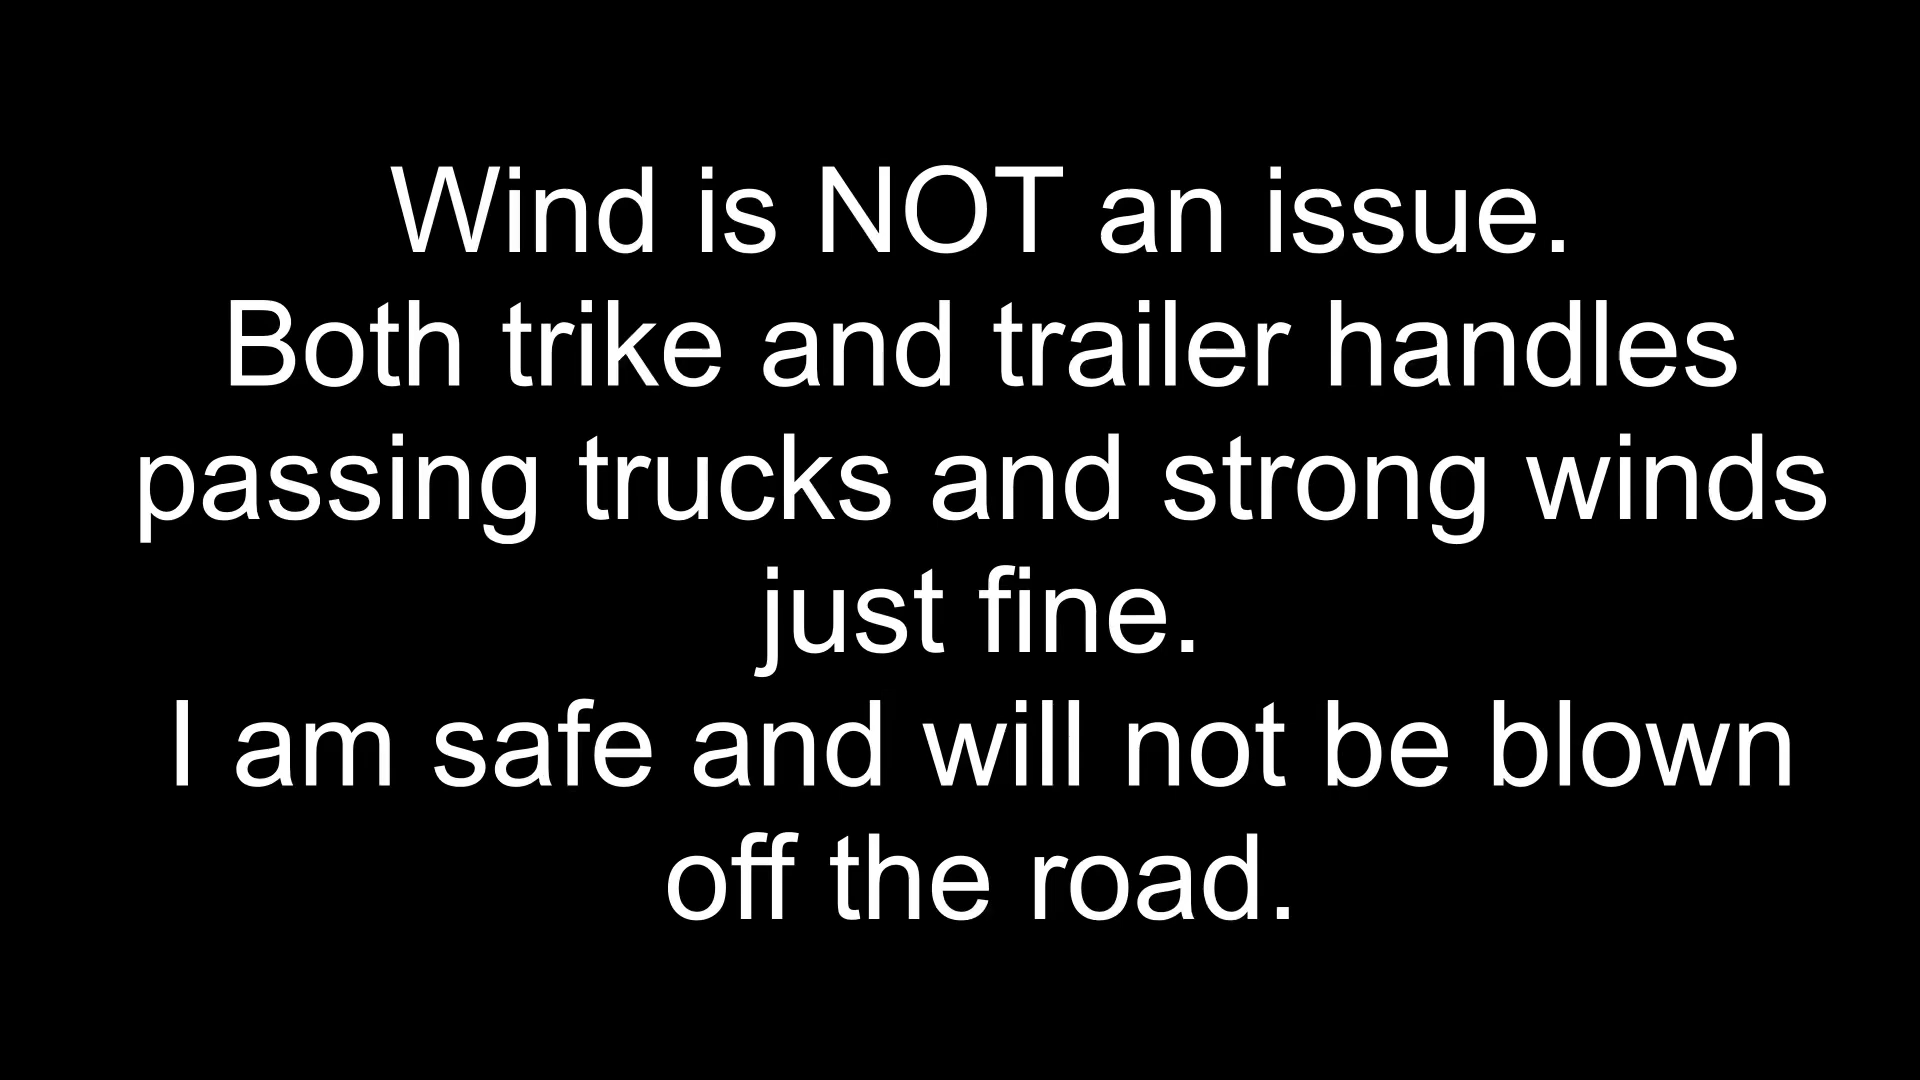 Wind is NOT an issue.
Both trike and trailer handles
passing trucks and strong winds
just fine.
I am safe and will not be blown
off the road.